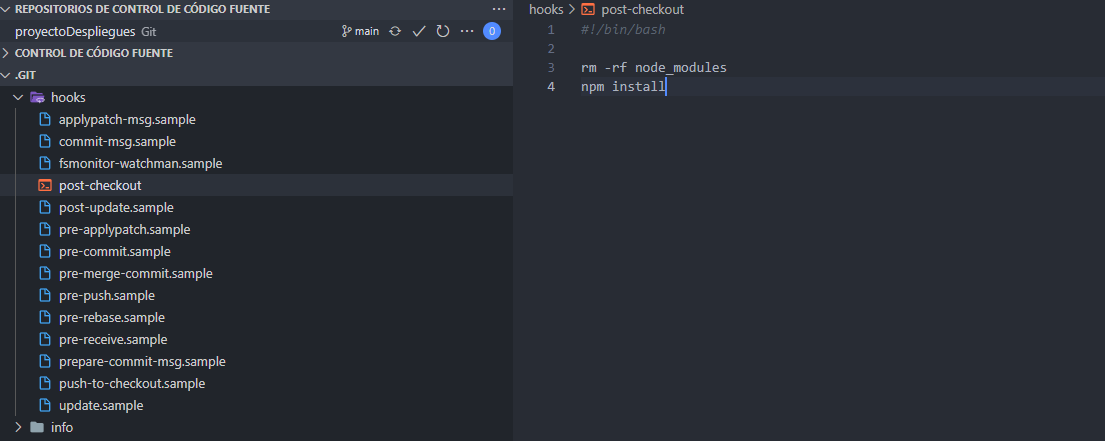 REPOSITORIOS DE CONTROL DE CÓDIGO FUENTE ...
proyectoDespliegues Git main ... 0
CONTROL DE CÓDIGO FUENTE
.GIT
hooks
applypatch-msg.sample
commit-msg.sample
fsmonitor-watchman.sample
post-checkout
post-update.sample
pre-applypatch.sample
pre-commit.sample
pre-merge-commit.sample
pre-push.sample
pre-rebase.sample
pre-receive.sample
prepare-commit-msg.sample
push-to-checkout.sample
update.sample
info
hooks > post-checkout
1 #!/bin/bash
2
3 rm -rf node_modules
4 npm install